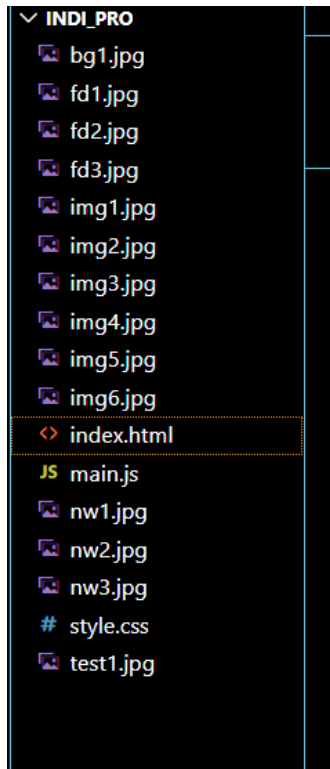 INDI_PRO
bg1.jpg
fd1.jpg
fd2.jpg
fd3.jpg
img1.jpg
img2.jpg
img3.jpg
img4.jpg
img5.jpg
img6.jpg
<> index.html
JS main.js
nw1.jpg
nw2.jpg
nw3.jpg
# style.css
test1.jpg